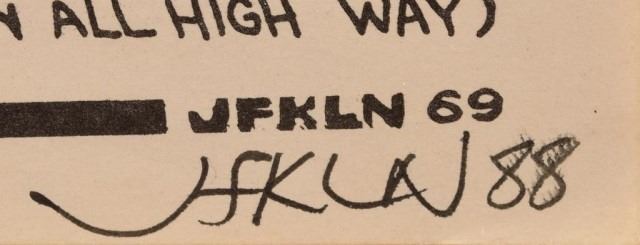 ALL HIGH WAY)
JFKLN 69
JFKLN 88